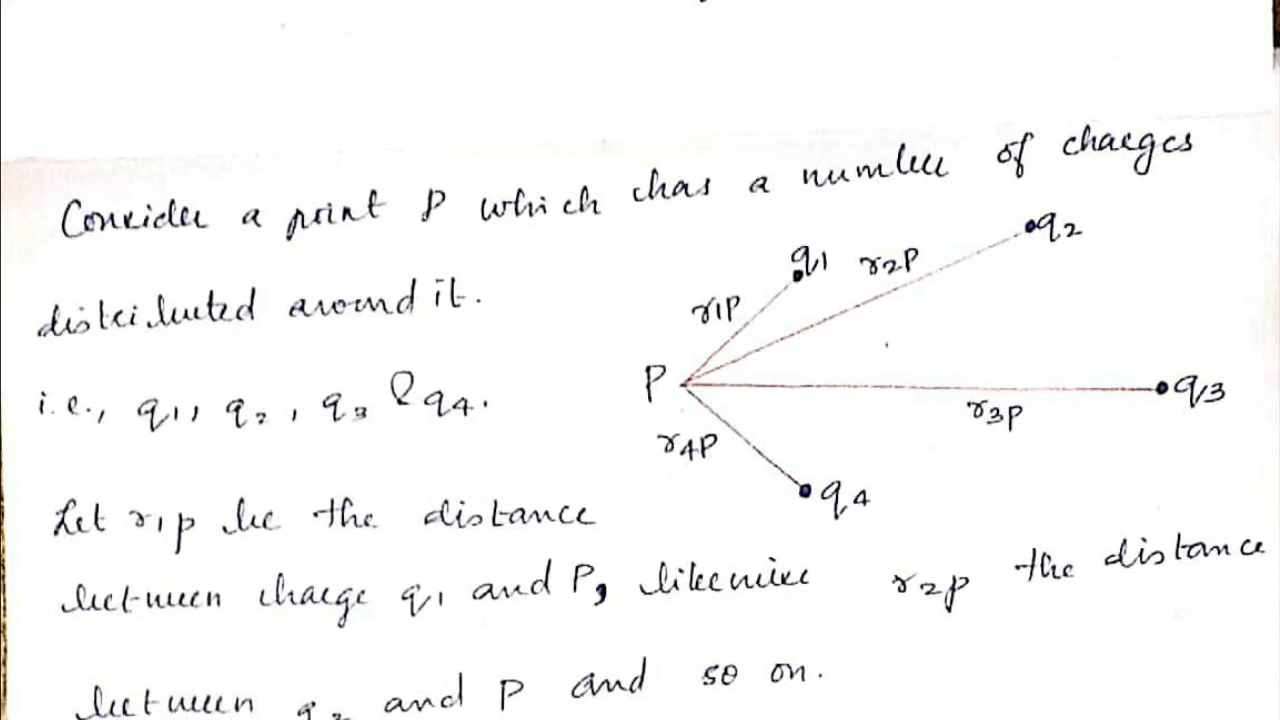 Consider a point P which has a number of charges
distributed around it.
i.e., q1, q2, q3 & q4.
q1
q2
r1P
r2P
P
q3
r3P
r4P
q4
Let r1p be the distance
between charge q1 and P, likewise r2p the distance
between q2 and P and so on.